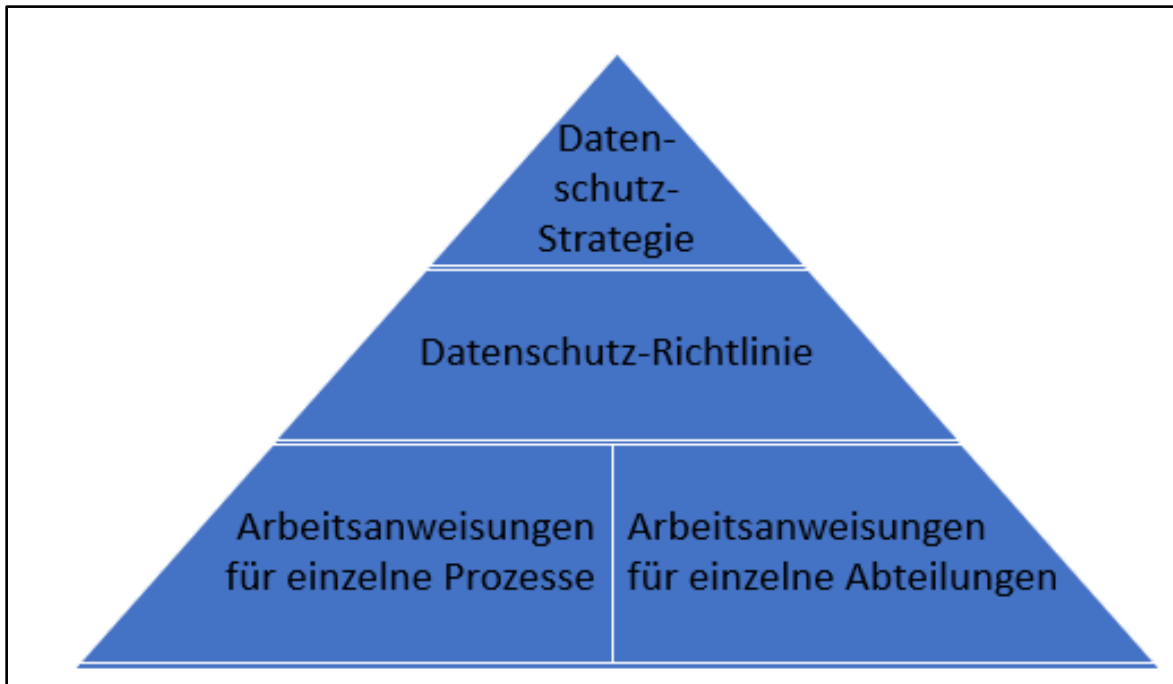 Daten-
schutz-
Strategie
Datenschutz-Richtlinie
Arbeitsanweisungen
für einzelne Prozesse
Arbeitsanweisungen
für einzelne Abteilungen